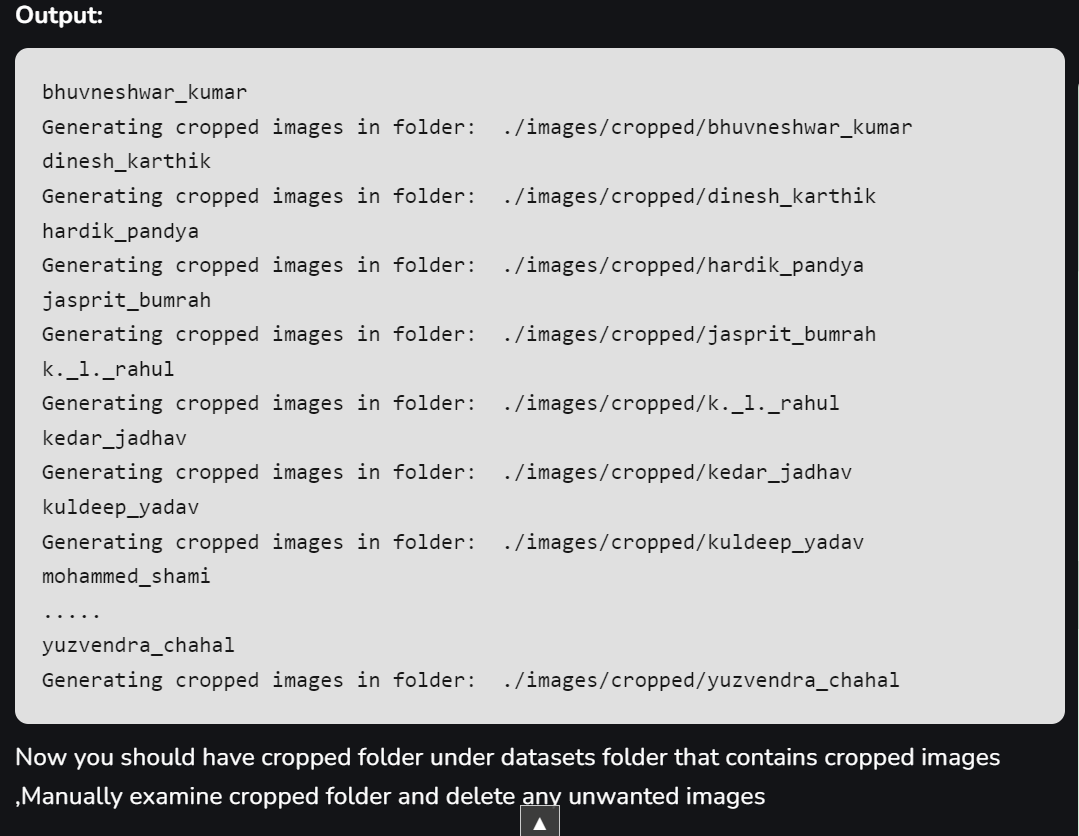 Output:
bhuvneshwar_kumar
Generating cropped images in folder:  ./images/cropped/bhuvneshwar_kumar
dinesh_karthik
Generating cropped images in folder:  ./images/cropped/dinesh_karthik
hardik_pandya
Generating cropped images in folder:  ./images/cropped/hardik_pandya
jasprit_bumrah
Generating cropped images in folder:  ./images/cropped/jasprit_bumrah
k._l._rahul
Generating cropped images in folder:  ./images/cropped/k._l._rahul
kedar_jadhav
Generating cropped images in folder:  ./images/cropped/kedar_jadhav
kuldeep_yadav
Generating cropped images in folder:  ./images/cropped/kuldeep_yadav
mohammed_shami
.....
yuzvendra_chahal
Generating cropped images in folder:  ./images/cropped/yuzvendra_chahal
Now you should have cropped folder under datasets folder that contains cropped images
,Manually examine cropped folder and delete any unwanted images